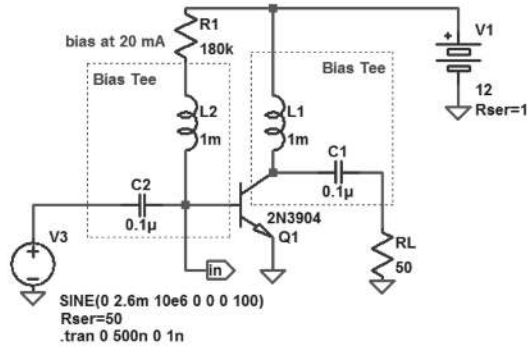 R1
bias at 20 mA
180k
V1
Bias Tee
Bias Tee
12
Rser=1
L2
1m
L1
1m
C1
0.1µ
C2
0.1µ
2N3904
Q1
V3
in
RL
50
SINE(0 2.6m 10e6 0 0 0 100)
Rser=50
.tran 0 500n 0 1n